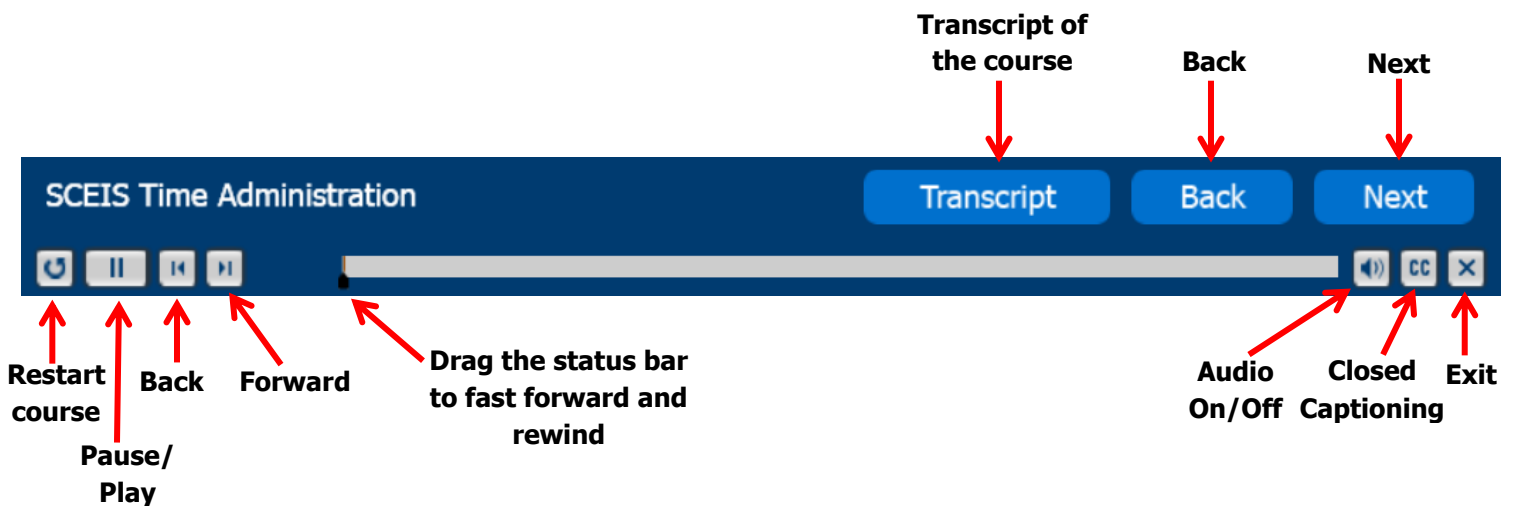 Transcript of
the course
Back
Next
SCEIS Time Administration
Transcript
Back
Next
CC
Restart
course
Pause/
Play
Back
Forward
Drag the status bar
to fast forward and
rewind
Audio
On/Off
Closed
Captioning
Exit